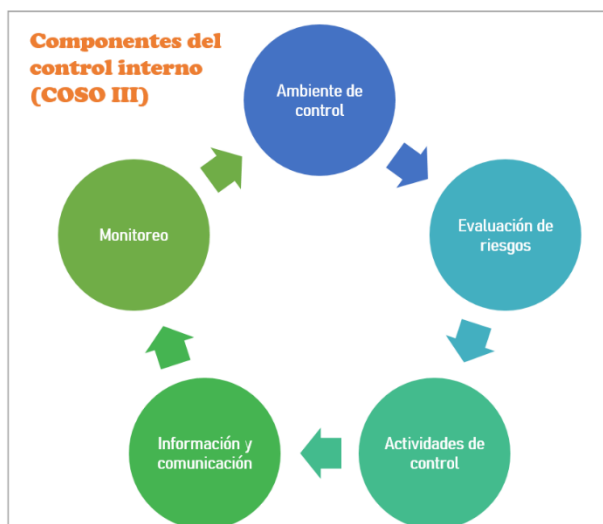 Componentes del
control interno
(COSO III)
Ambiente de
control
Evaluación de
riesgos
Actividades de
control
Información y
comunicación
Monitoreo